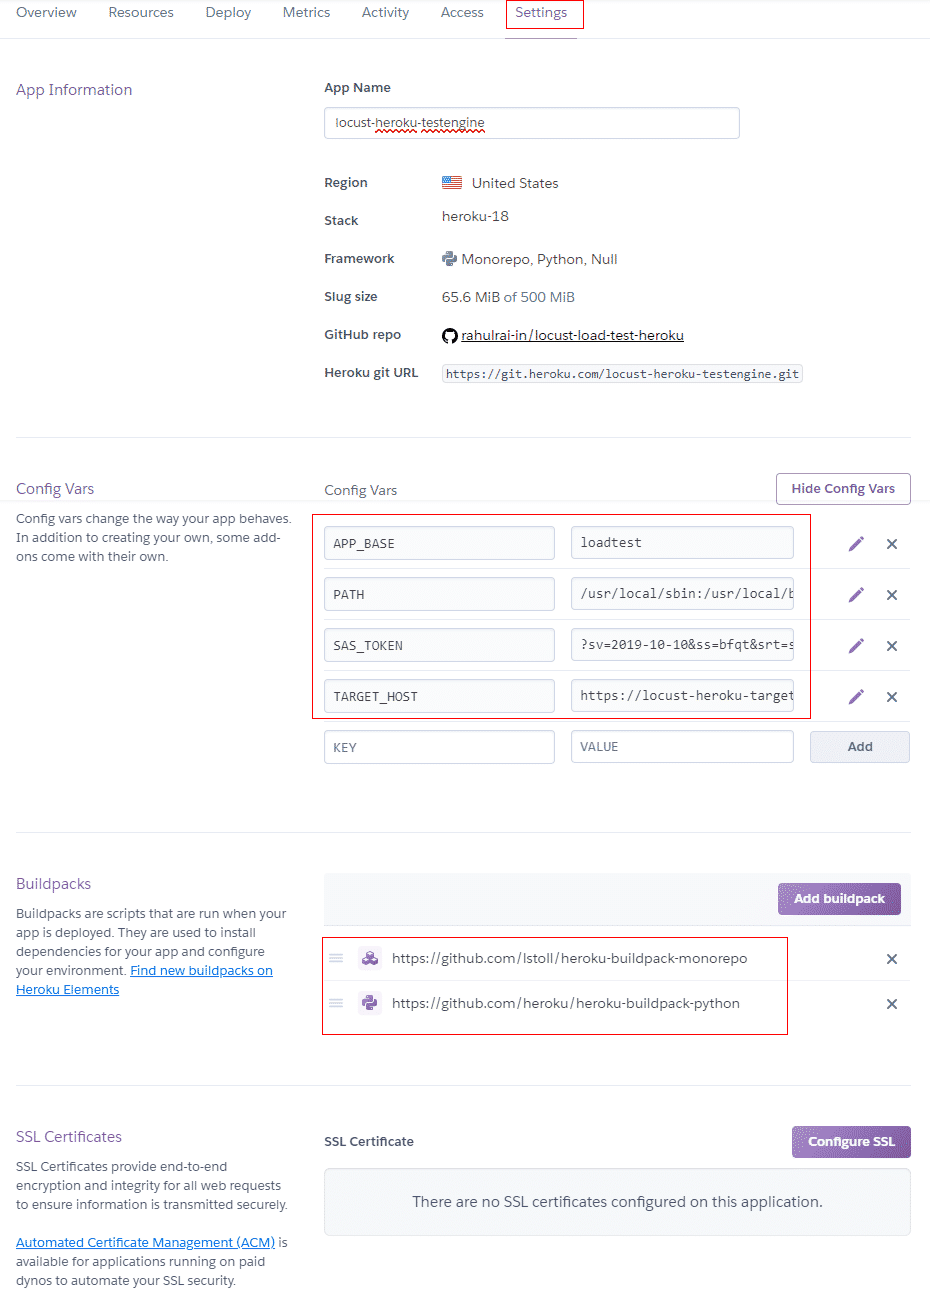 Overview Resources Deploy Metrics Activity Access Settings
App Information
App Name
locust-heroku-testengine
Region United States
Stack heroku-18
Framework Monorepo, Python, Null
Slug size 65.6 MiB of 500 MiB
GitHub repo rahulrai-in/locust-load-test-heroku
Heroku git URL https://git.heroku.com/locust-heroku-testengine.git
Config Vars
Config vars change the way your app behaves.
In addition to creating your own, some add-
ons come with their own.
Config Vars Hide Config Vars
APP_BASE loadtest
PATH /usr/local/sbin:/usr/local/b
SAS_TOKEN ?sv=2019-10-10&ss=bfqt&srt=s
TARGET_HOST https://locust-heroku-target
KEY VALUE Add
Buildpacks
Buildpacks are scripts that are run when your
app is deployed. They are used to install
dependencies for your app and configure
your environment. Find new buildpacks on
Heroku Elements
Add buildpack
https://github.com/lstoll/heroku-buildpack-monorepo
https://github.com/heroku/heroku-buildpack-python
SSL Certificates
SSL Certificates provide end-to-end
encryption and integrity for all web requests
to ensure information is transmitted securely.
Automated Certificate Management (ACM) is
available for applications running on paid
dynos to automate your SSL security.
SSL Certificate Configure SSL
There are no SSL certificates configured on this application.